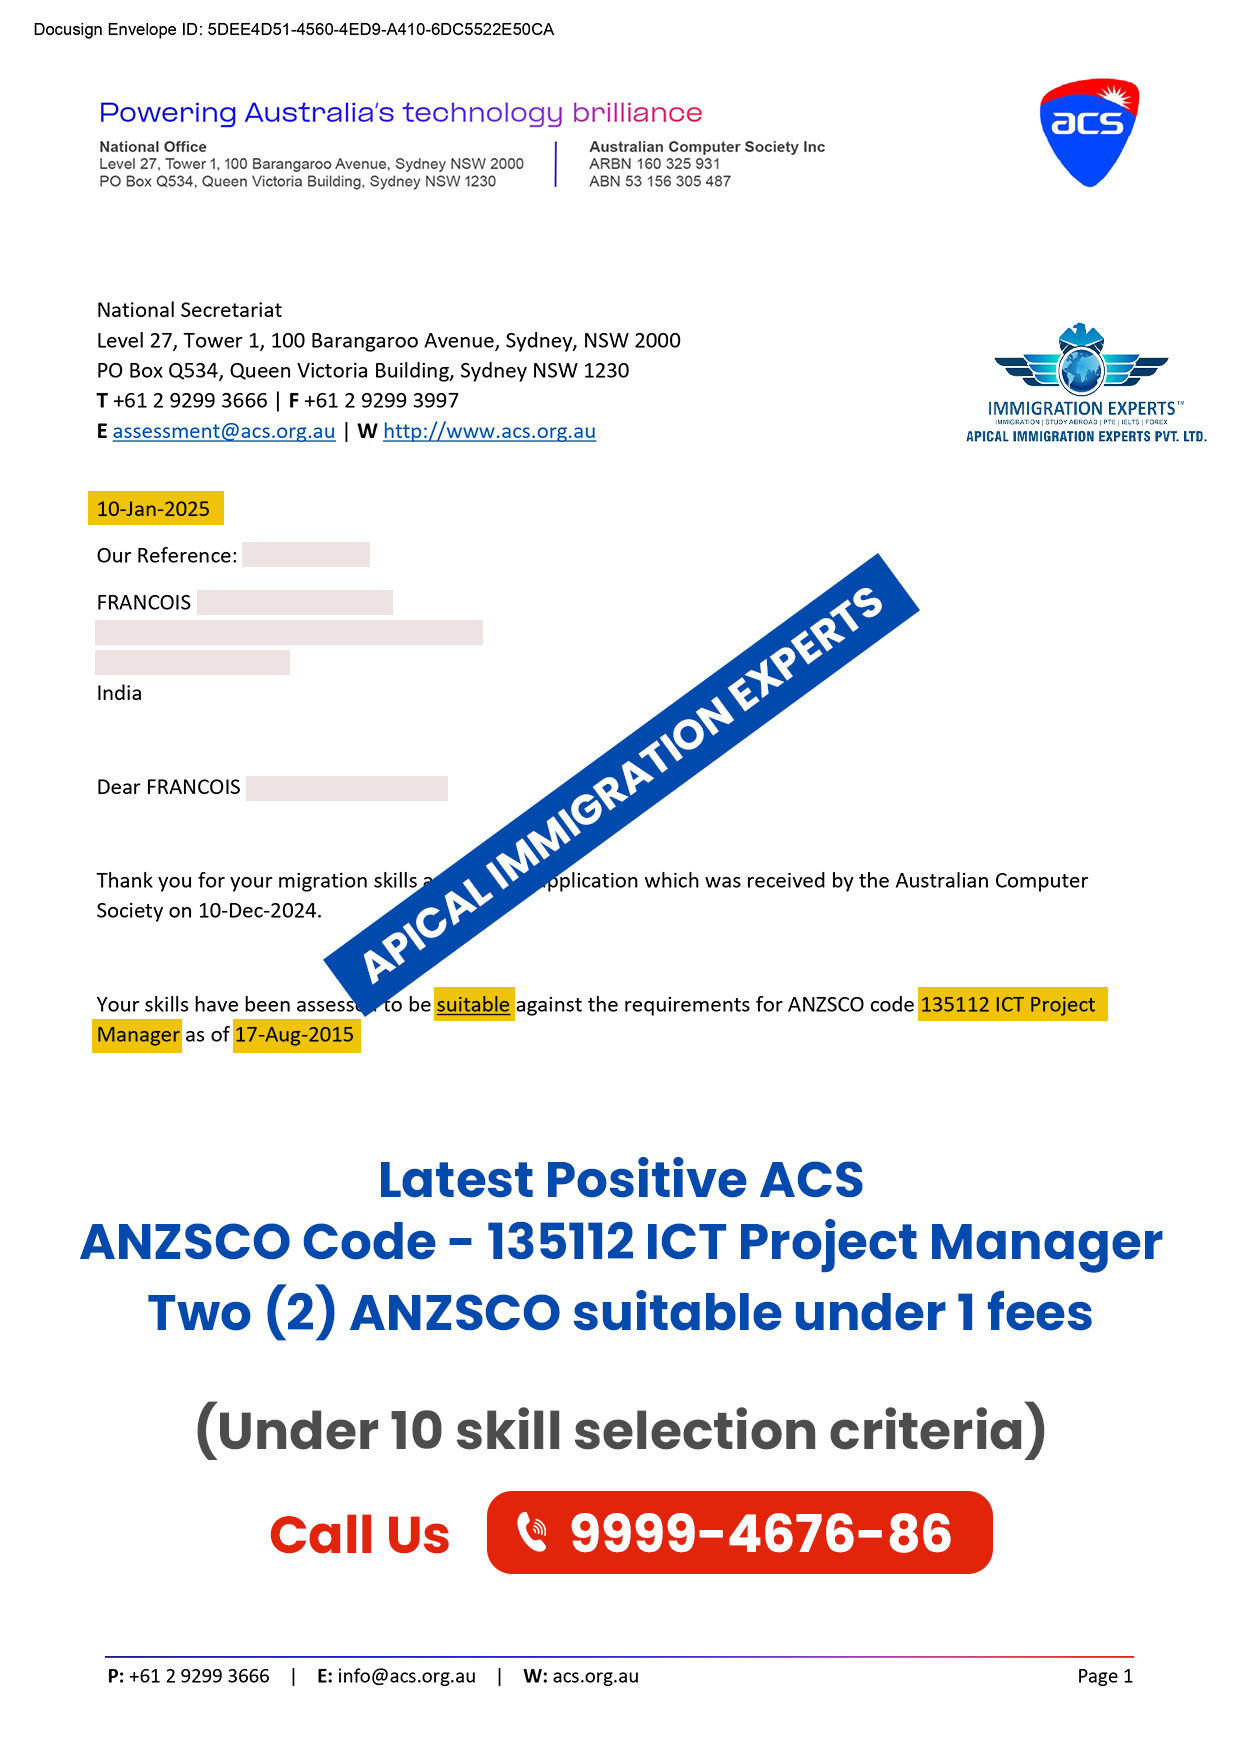 Docusign Envelope ID: 5DEE4D51-4560-4ED9-A410-6DC5522E50CA
Powering Australia's technology brilliance
National Office
Level 27, Tower 1, 100 Barangaroo Avenue, Sydney NSW 2000
PO Box Q534, Queen Victoria Building, Sydney NSW 1230
Australian Computer Society Inc
ARBN 160 325 931
ABN 53 156 305 487
acs
National Secretariat
Level 27, Tower 1, 100 Barangaroo Avenue, Sydney, NSW 2000
PO Box Q534, Queen Victoria Building, Sydney NSW 1230
T +61 2 9299 3666 | F +61 2 9299 3997
E assessment@acs.org.au | W http://www.acs.org.au
IMMIGRATION EXPERTS™
IMMIGRATION | STUDY ABROAD | PTE | IELTS | FOREX
APICAL IMMIGRATION EXPERTS PVT. LTD.
10-Jan-2025
Our Reference:
FRANCOIS
India
Dear FRANCOIS
APICAL IMMIGRATION EXPERTS
Thank you for your migration skills application which was received by the Australian Computer
Society on 10-Dec-2024.
Your skills have been assessed to be suitable against the requirements for ANZSCO code 135112 ICT Project
Manager as of 17-Aug-2015
Latest Positive ACS
ANZSCO Code - 135112 ICT Project Manager
Two (2) ANZSCO suitable under 1 fees
(Under 10 skill selection criteria)
Call Us 9999-4676-86
P: +61 2 9299 3666 | E: info@acs.org.au | W: acs.org.au
Page 1